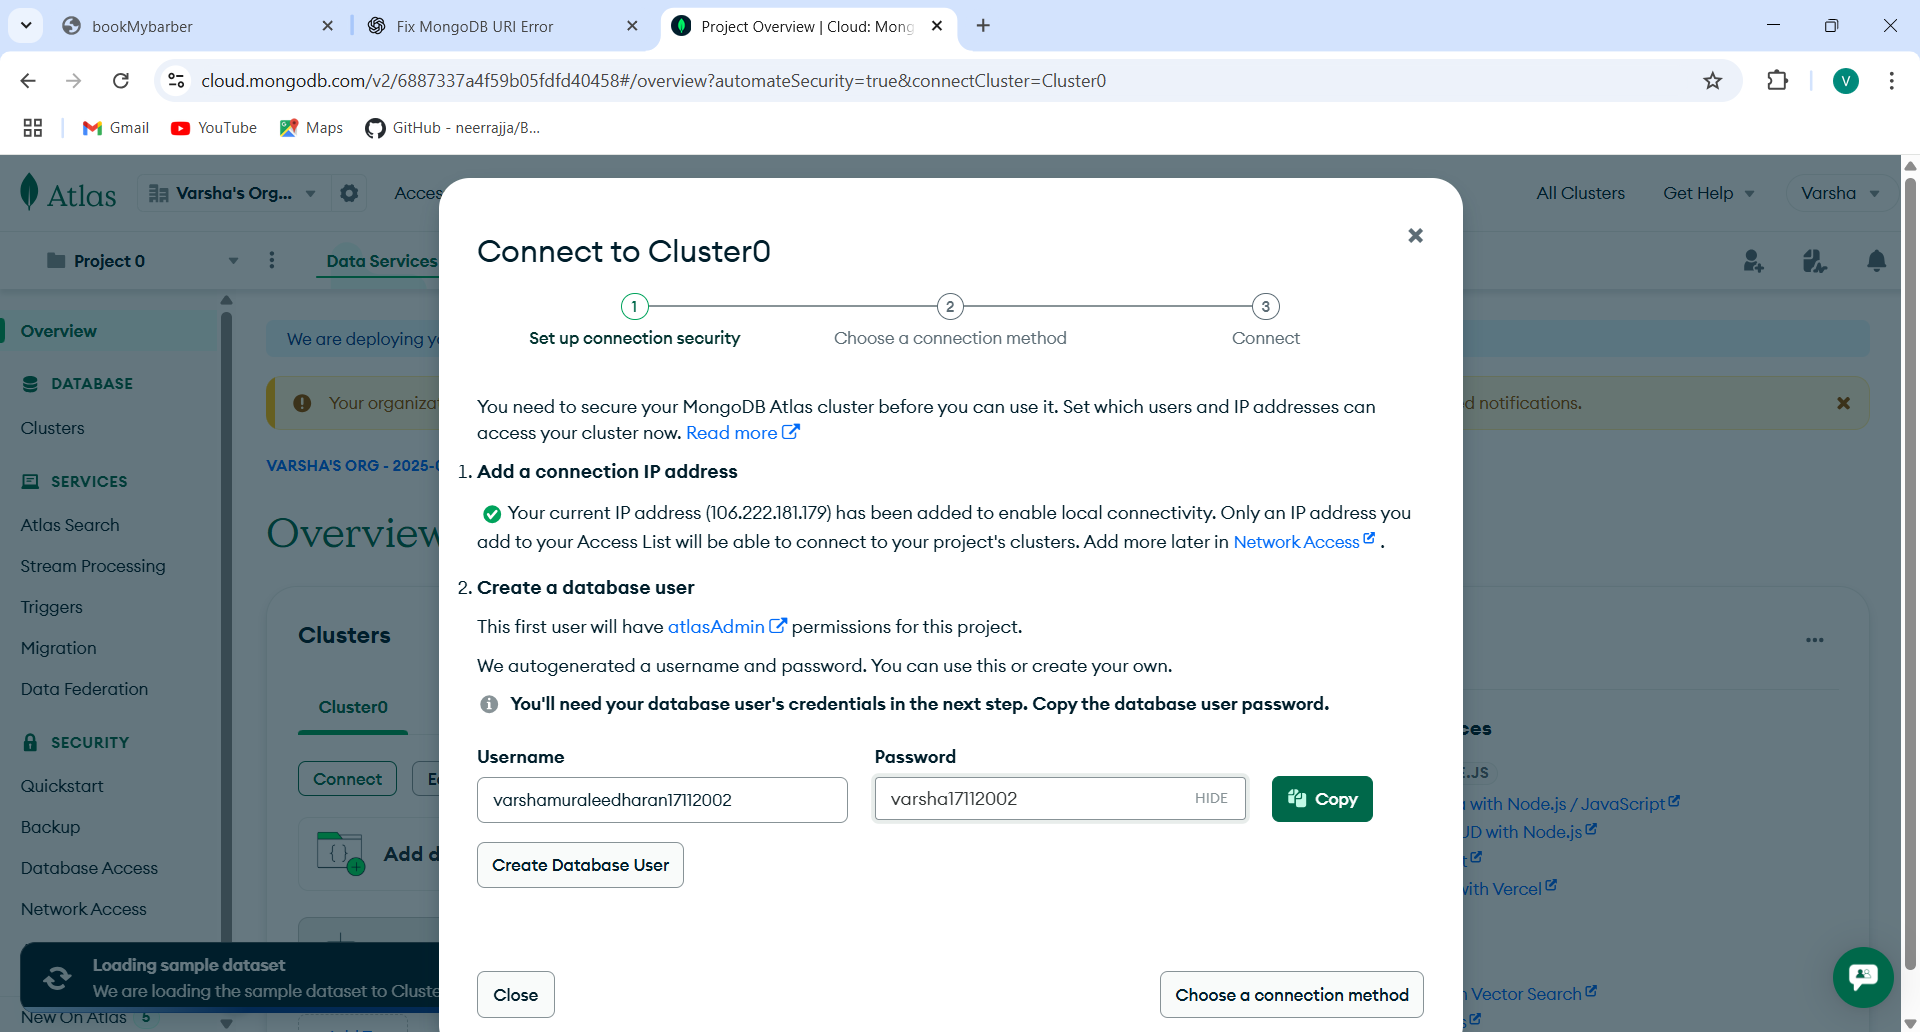 bookMybarber
Fix MongoDB URI Error
Project Overview | Cloud: Mong
cloud.mongodb.com/v2/6887337a4f59b05fdfd40458#/overview?automateSecurity=true&connectCluster=Cluster0
V
Gmail
YouTube
Maps
GitHub - neerrajja/B...
Atlas
Varsha's Org...
Acces
All Clusters
Get Help
Varsha
Project 0
Data Services
Overview
DATABASE
Clusters
SERVICES
Atlas Search
Stream Processing
Triggers
Migration
Data Federation
SECURITY
Quickstart
Backup
Database Access
Network Access
New On Atlas 5
We are deploying yo
Your organizat
d notifications.
VARSHA'S ORG - 2025-0
Overview
Clusters
Cluster0
Connect
Add d
Connect to Cluster0
1
2
3
Set up connection security
Choose a connection method
Connect
You need to secure your MongoDB Atlas cluster before you can use it. Set which users and IP addresses can
access your cluster now. Read more
1. Add a connection IP address
Your current IP address (106.222.181.179) has been added to enable local connectivity. Only an IP address you
add to your Access List will be able to connect to your project's clusters. Add more later in Network Access .
2. Create a database user
This first user will have atlasAdmin permissions for this project.
We autogenerated a username and password. You can use this or create your own.
You'll need your database user's credentials in the next step. Copy the database user password.
Username
Password
varshamuraleedharan17112002
varsha17112002
HIDE
Copy
Create Database User
Close
Choose a connection method
with Node.js / JavaScript
UD with Node.js
with Vercel
Vector Search
Loading sample dataset
We are loading the sample dataset to Cluste